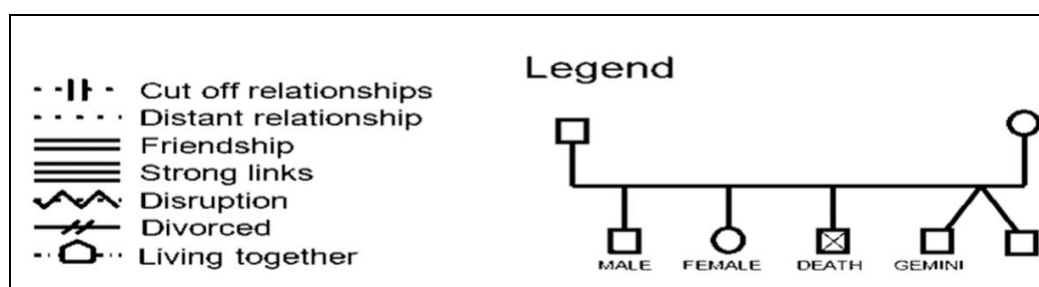 Legend
Cut off relationships
Distant relationship
Friendship
Strong links
Disruption
Divorced
Living together
MALE FEMALE DEATH GEMINI